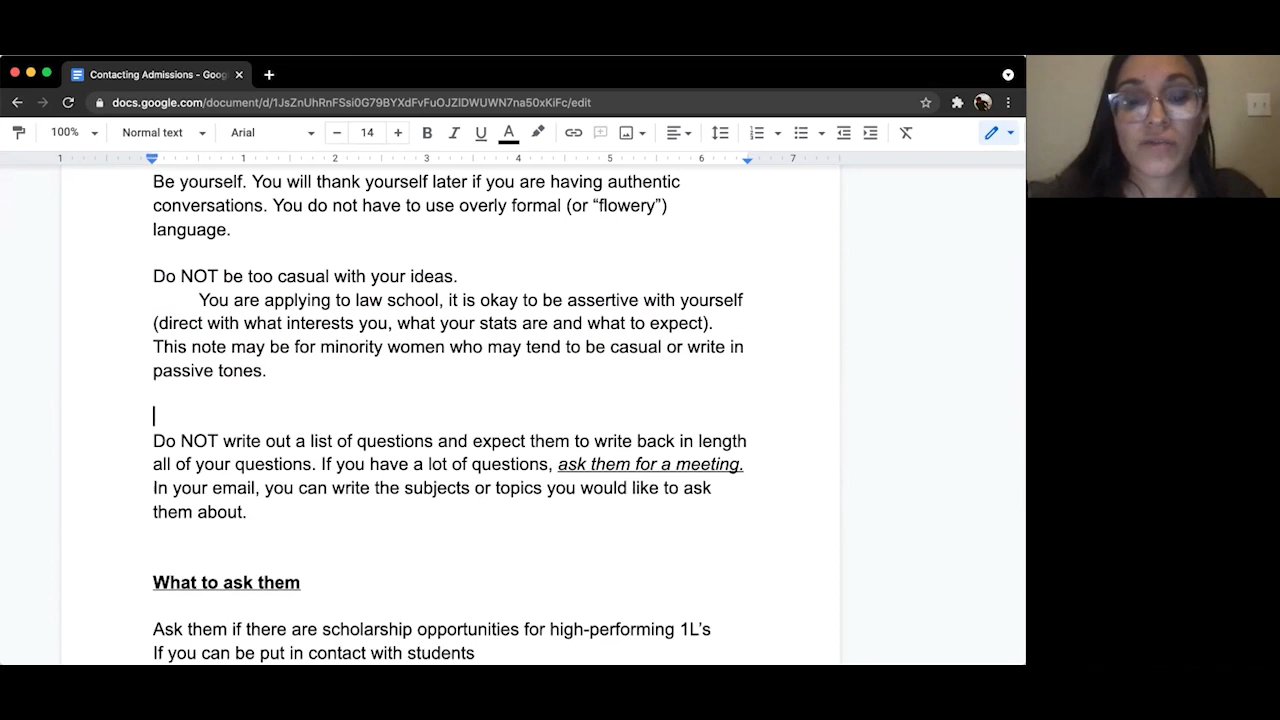 Contacting Admissions - Goog
docs.google.com/document/d/1JsZnUhRnFSsi0G79BYXdFvFuOJZIDWUWN7na50xKiFc/edit
100% Normal text Arial 14
1 1 2 3 4 5 6 7
Be yourself. You will thank yourself later if you are having authentic
conversations. You do not have to use overly formal (or “flowery”)
language.
Do NOT be too casual with your ideas.
You are applying to law school, it is okay to be assertive with yourself
(direct with what interests you, what your stats are and what to expect).
This note may be for minority women who may tend to be casual or write in
passive tones.
Do NOT write out a list of questions and expect them to write back in length
all of your questions. If you have a lot of questions, ask them for a meeting.
In your email, you can write the subjects or topics you would like to ask
them about.
What to ask them
Ask them if there are scholarship opportunities for high-performing 1L’s
If you can be put in contact with students